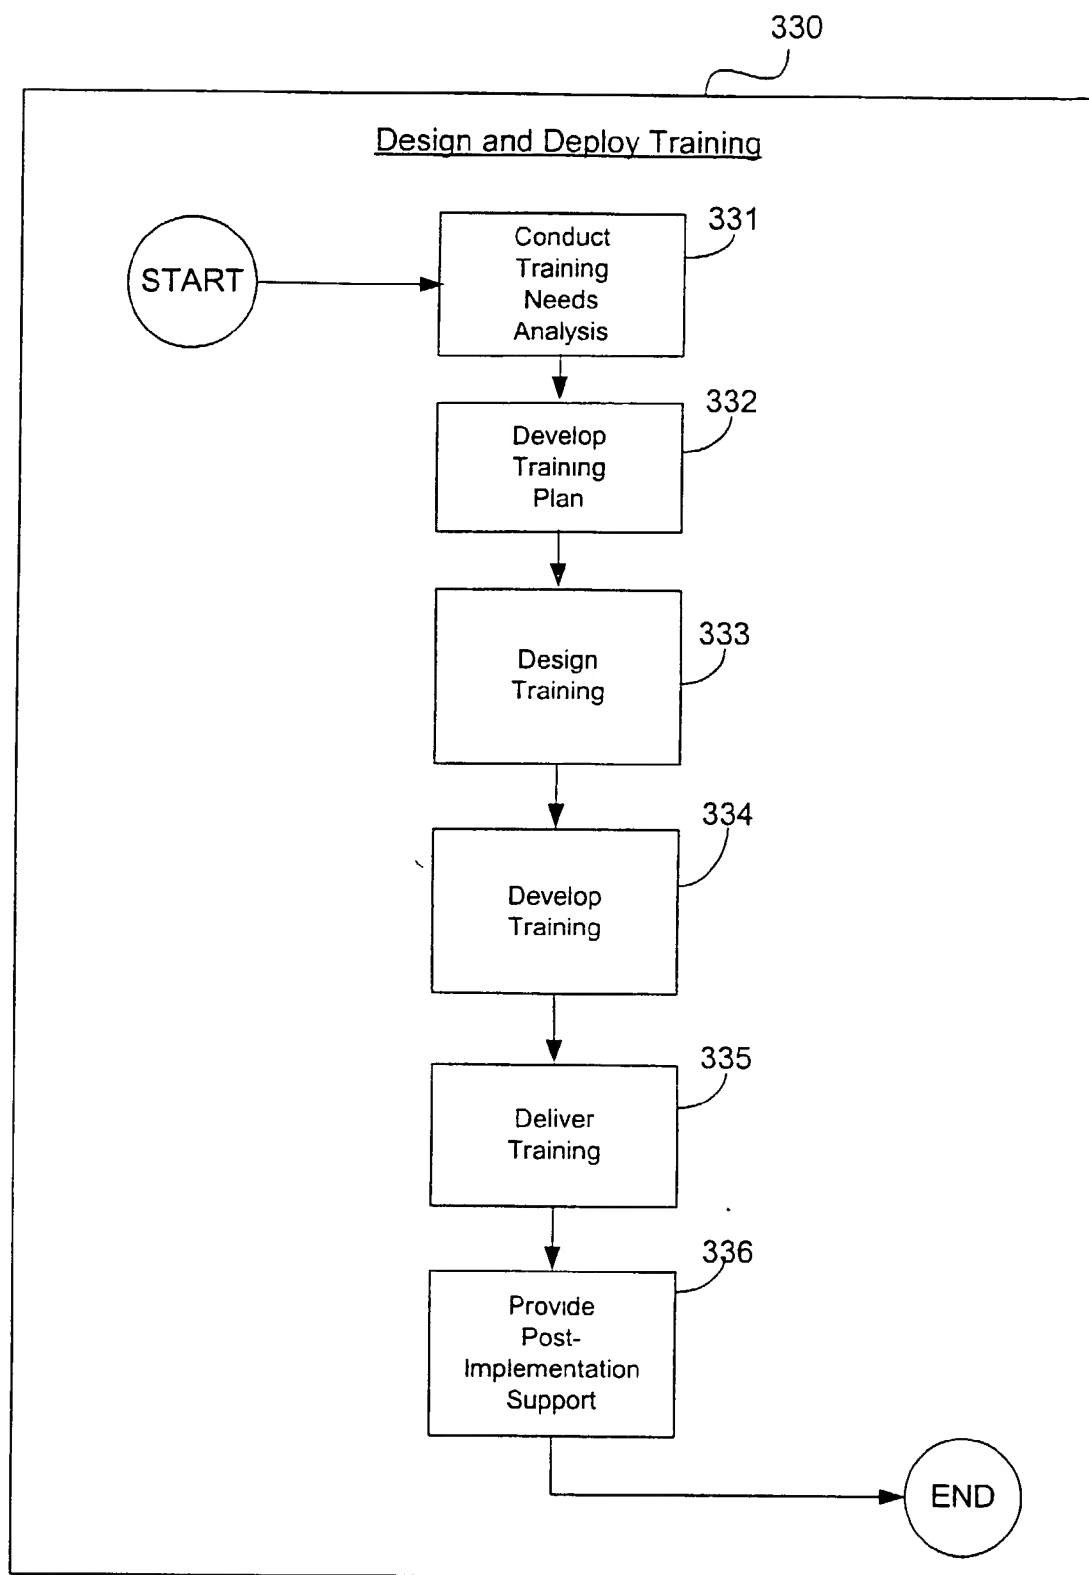 330
Design and Deploy Training
START
Conduct
Training
Needs
Analysis
331
Develop
Training
Plan
332
Design
Training
333
Develop
Training
334
Deliver
Training
335
Provide
Post-
Implementation
Support
336
END